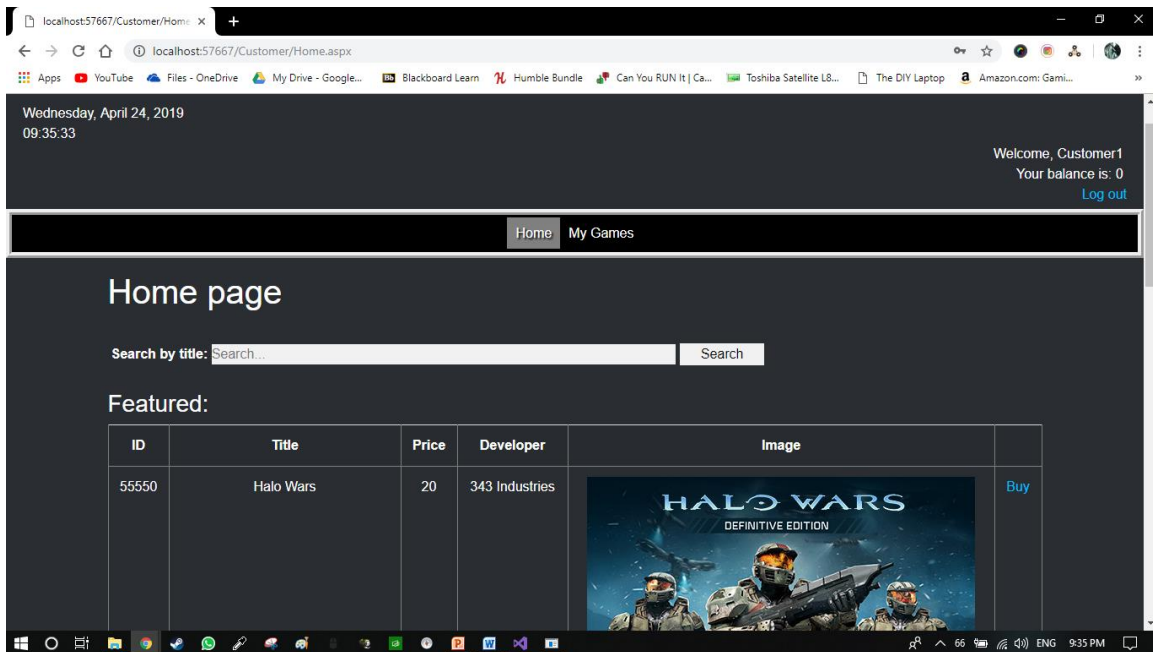 localhost:57667/Customer/Home
localhost:57667/Customer/Home.aspx
Apps YouTube Files - OneDrive My Drive - Google... Blackboard Learn Humble Bundle Can You RUN It | Ca... Toshiba Satellite L8... The DIY Laptop Amazon.com: Gami... »
Wednesday, April 24, 2019
09:35:33
Welcome, Customer1
Your balance is: 0
Log out
Home My Games
Home page
Search by title: Search... Search
Featured:
ID Title Price Developer Image
55550 Halo Wars 20 343 Industries Buy
HALO WARS
DEFINITIVE EDITION
66 ENG 9:35 PM